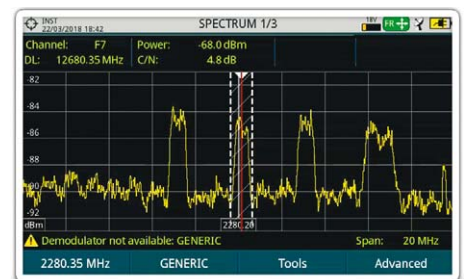 INST
22/03/2018 18:42
SPECTRUM 1/3
18V
FR
Channel: F7 Power: -68.0 dBm
DL: 12680.35 MHz C/N: 4.8 dB
-82
-84
-86
-88
-90
-92
dBm
2280.20
Demodulator not available: GENERIC Span: 20 MHz
2280.35 MHz GENERIC Tools Advanced